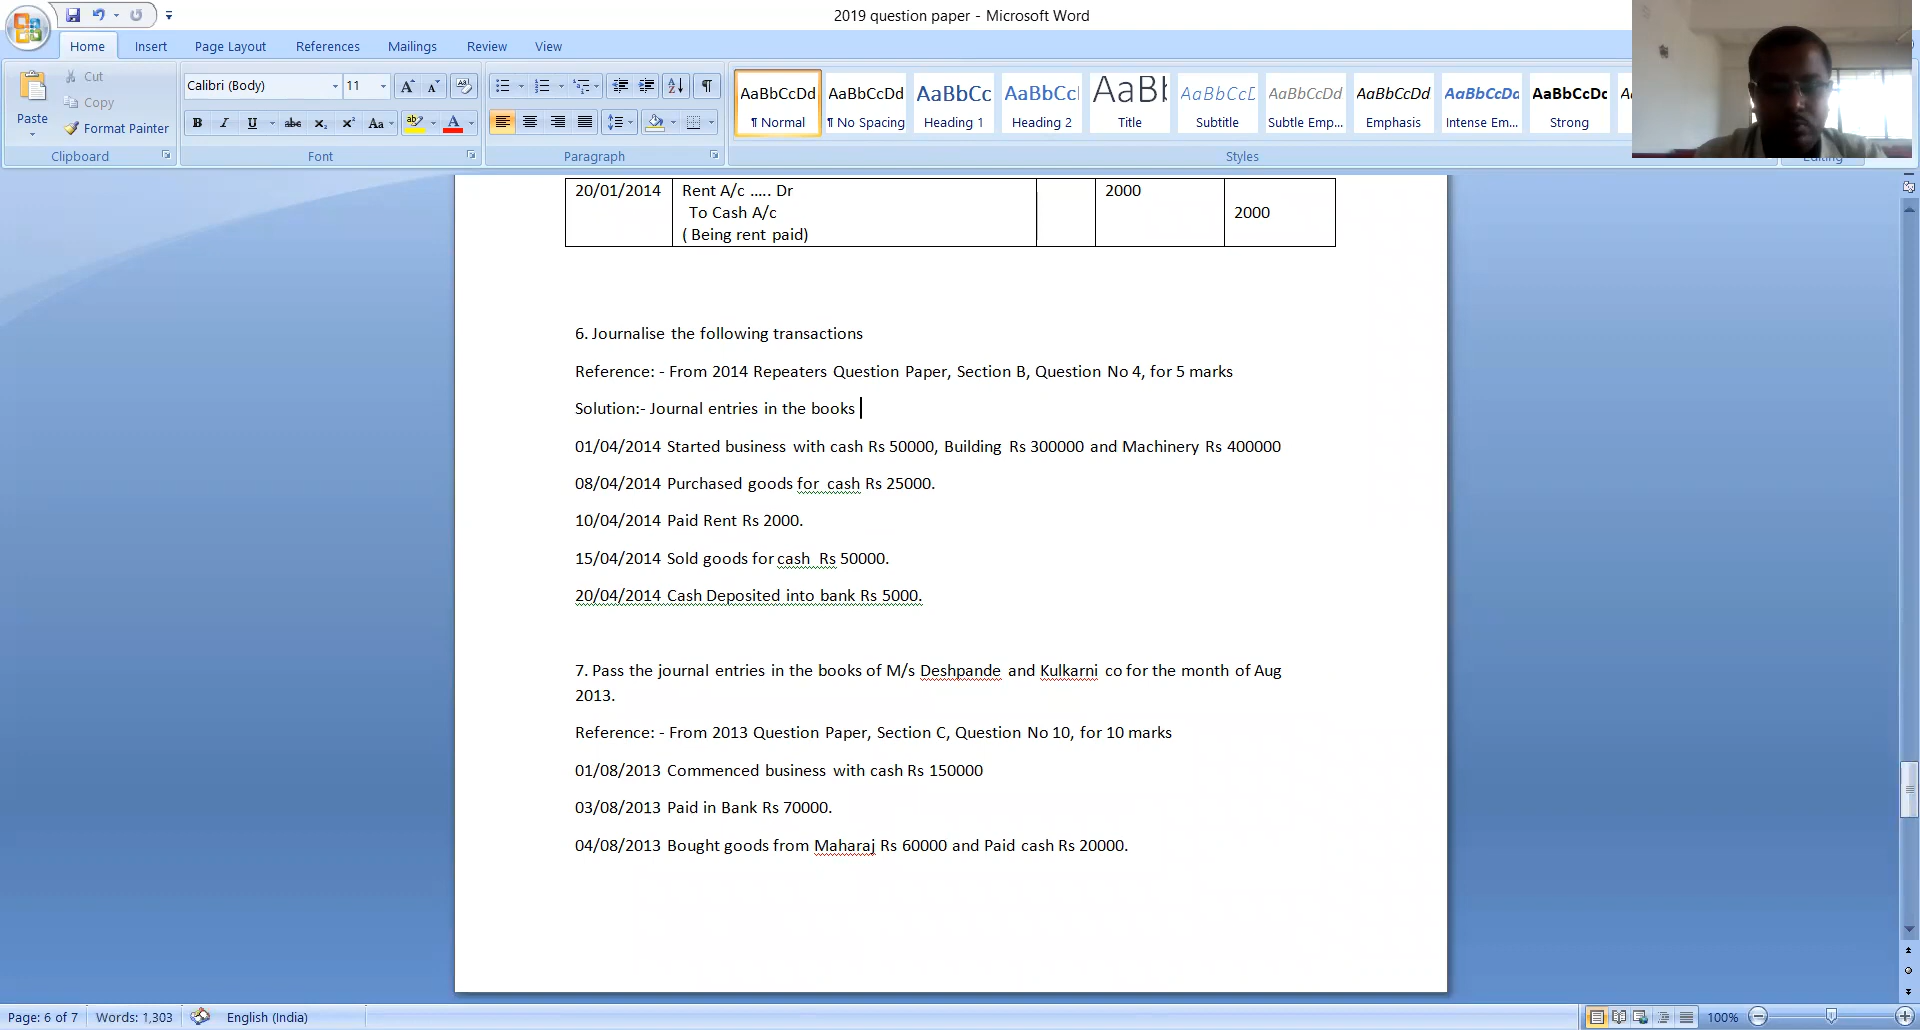 2019 question paper - Microsoft Word
Home Insert Page Layout References Mailings Review View
Paste
Cut
Copy
Format Painter
Clipboard
Calibri (Body) 11
B I U abc x₂ x² Aa A
Font
Paragraph
AaBbCcDd AaBbCcDd AaBbCc AaBbCcI AaBb AaBbCcL AaBbCcDd AaBbCcDd AaBbCcDd AaBbCcDc
¶ Normal ¶ No Spacing Heading 1 Heading 2 Title Subtitle Subtle Emp... Emphasis Intense Em... Strong
Styles
20/01/2014 Rent A/c ..... Dr 2000
To Cash A/c 2000
( Being rent paid)
6. Journalise the following transactions
Reference: - From 2014 Repeaters Question Paper, Section B, Question No 4, for 5 marks
Solution:- Journal entries in the books
01/04/2014 Started business with cash Rs 50000, Building Rs 300000 and Machinery Rs 400000
08/04/2014 Purchased goods for cash Rs 25000.
10/04/2014 Paid Rent Rs 2000.
15/04/2014 Sold goods for cash Rs 50000.
20/04/2014 Cash Deposited into bank Rs 5000.
7. Pass the journal entries in the books of M/s Deshpande and Kulkarni co for the month of Aug
2013.
Reference: - From 2013 Question Paper, Section C, Question No 10, for 10 marks
01/08/2013 Commenced business with cash Rs 150000
03/08/2013 Paid in Bank Rs 70000.
04/08/2013 Bought goods from Maharaj Rs 60000 and Paid cash Rs 20000.
Page: 6 of 7 Words: 1,303 English (India) 100%